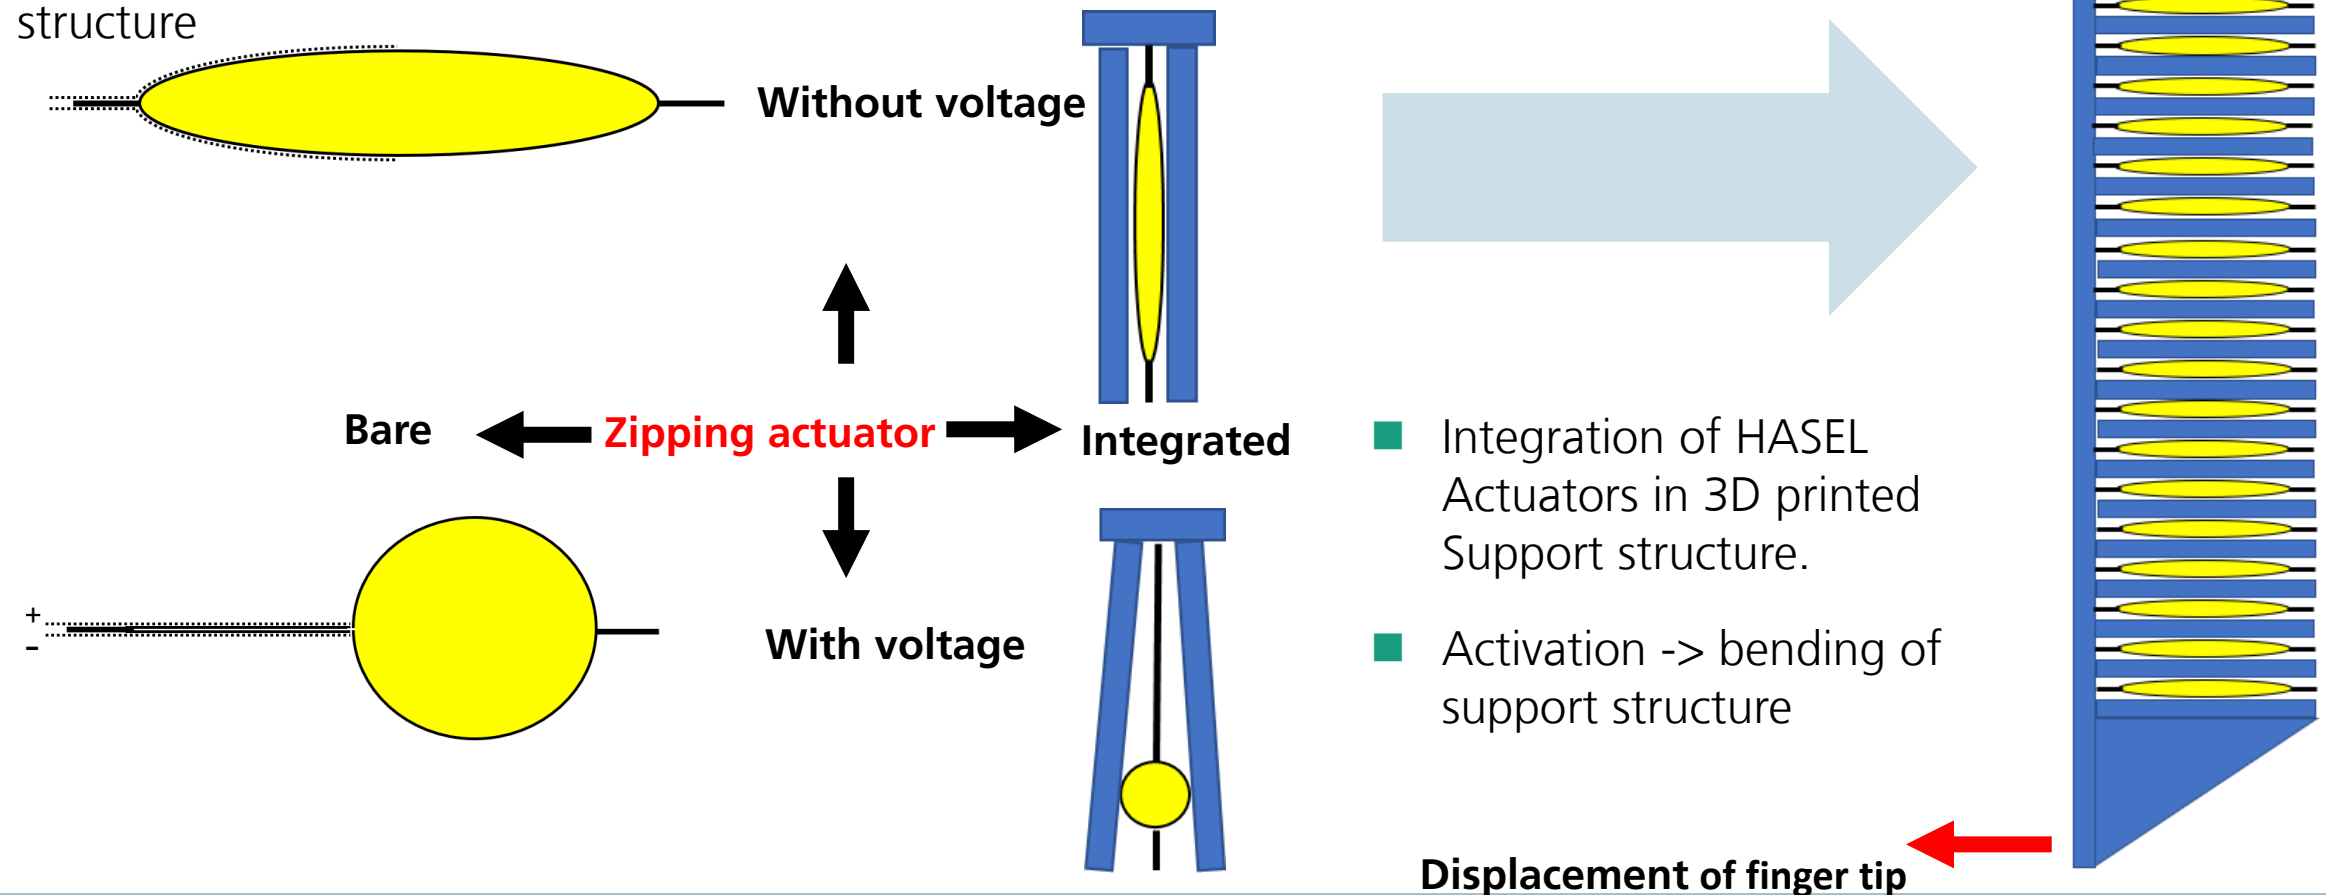 structure
Without voltage
Bare
Zipping actuator
Integrated
+
-
With voltage
Integration of HASEL
Actuators in 3D printed
Support structure.
Activation -> bending of
support structure
Displacement of finger tip